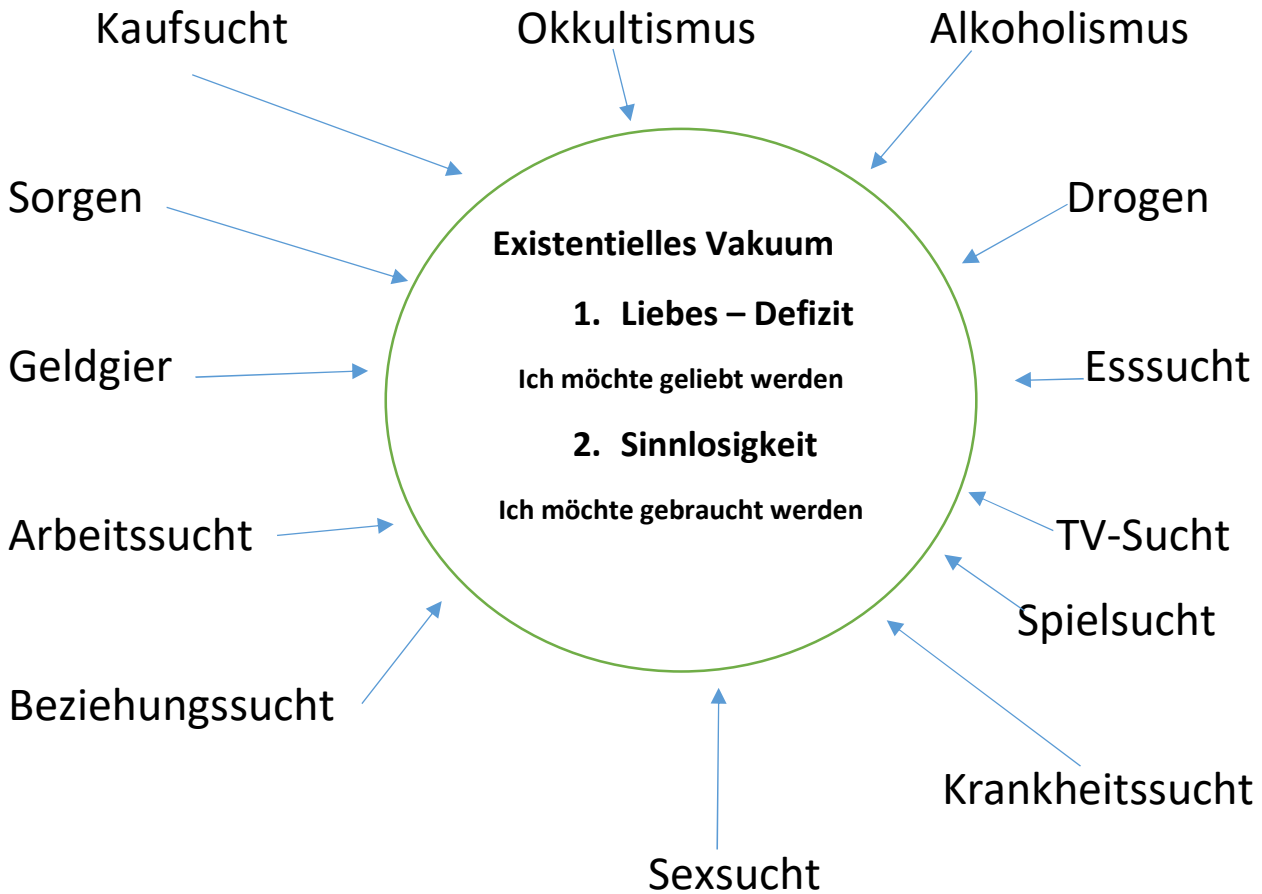 Kaufsucht
Okkultismus
Alkoholismus
Sorgen
Drogen
Existentielles Vakuum
1. Liebes – Defizit
Geldgier
Esssucht
Ich möchte geliebt werden
2. Sinnlosigkeit
Ich möchte gebraucht werden
Arbeitssucht
TV-Sucht
Spielsucht
Beziehungssucht
Krankheitssucht
Sexsucht